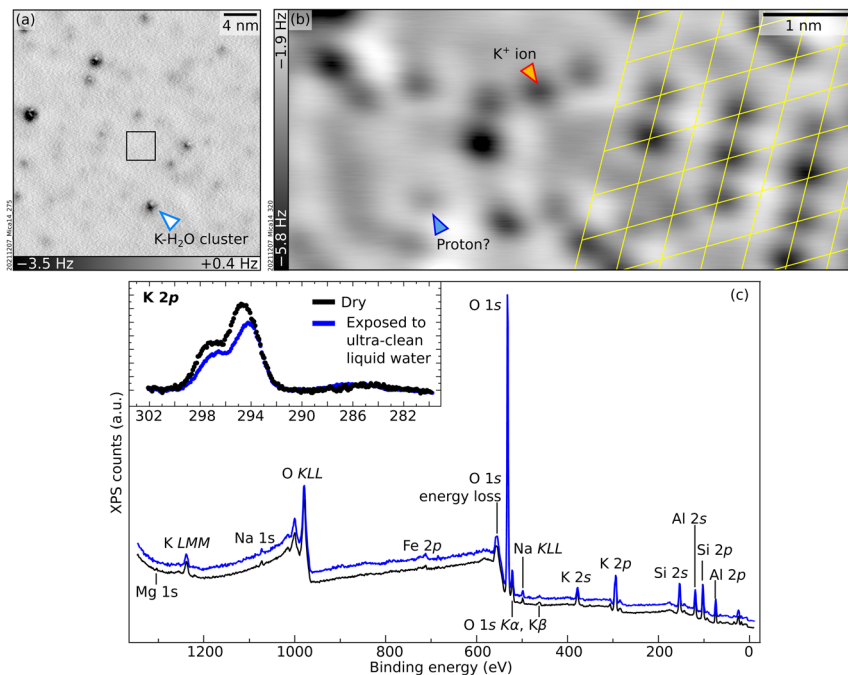 (a)
4 nm
K-H₂O cluster
−3.5 Hz
+0.4 Hz
20211207_Mica14_275
(b)
−1.9 Hz
−5.8 Hz
20211207_Mica14_320
K⁺ ion
Proton?
1 nm
(c)
K 2p
Dry
Exposed to
ultra-clean
liquid water
302 298 294 286 282
XPS counts (a.u.)
O 1s
O KLL
O 1s
energy loss
K LMM
Na 1s
Fe 2p
Na KLL
K 2s
K 2p
Al 2s
Si 2p
Si 2s
Al 2p
Mg 1s
O 1s Kα, Kβ
1200 1000 800 600 400 200 0
Binding energy (eV)